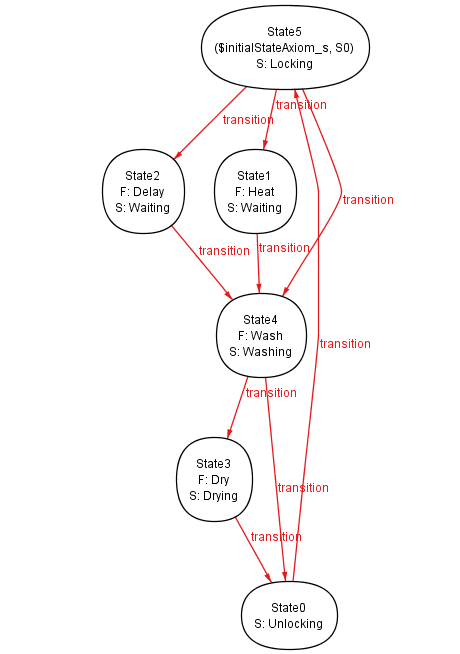 State5
($initialStateAxiom_s, S0)
S: Locking
transition
transition
State2
F: Delay
S: Waiting
State1
F: Heat
S: Waiting
transition
transition
transition
State4
F: Wash
S: Washing
transition
transition
State3
F: Dry
S: Drying
transition
transition
State0
S: Unlocking